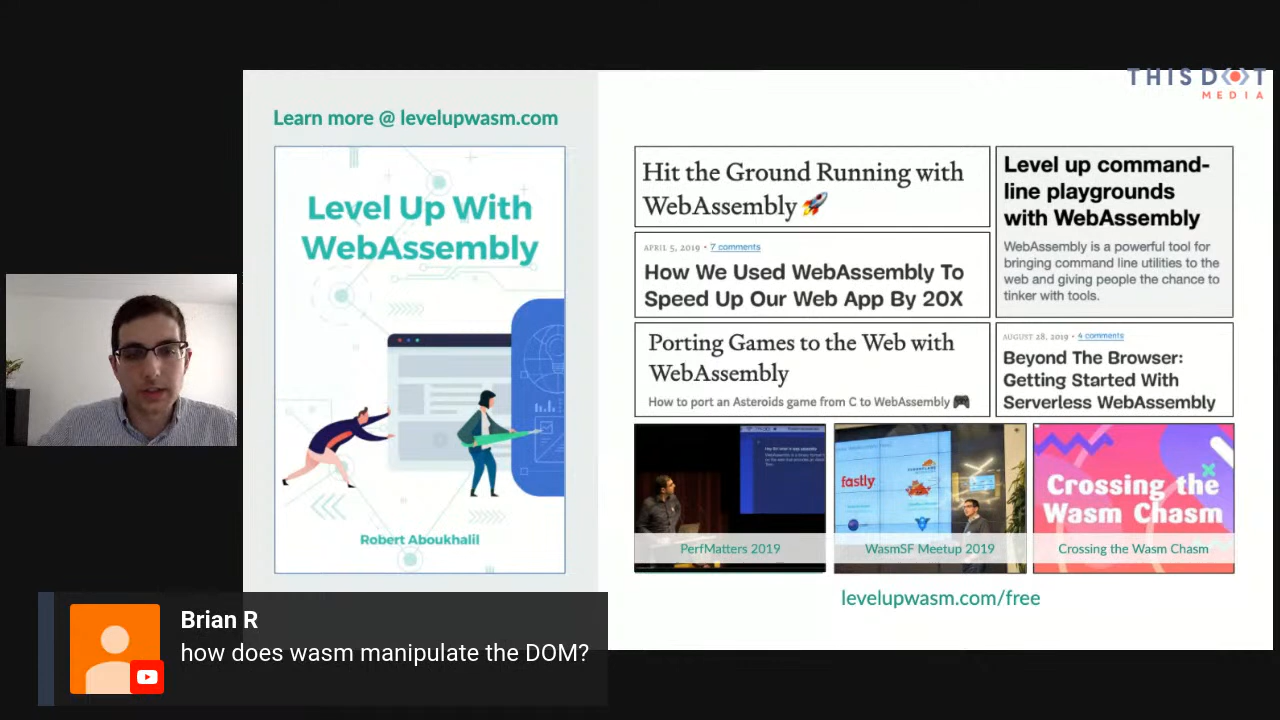 THIS DOT
MEDIA
Learn more @ levelupwasm.com
Level Up With
WebAssembly
Robert Aboukhalil
Hit the Ground Running with
WebAssembly 🚀
APRIL 5, 2019 • 7 comments
How We Used WebAssembly To
Speed Up Our Web App By 20X
Porting Games to the Web with
WebAssembly
How to port an Asteroids game from C to WebAssembly 🎮
Level up command-
line playgrounds
with WebAssembly
WebAssembly is a powerful tool for
bringing command line utilities to the
web and giving people the chance to
tinker with tools.
AUGUST 28, 2019 • 4 comments
Beyond The Browser:
Getting Started With
Serverless WebAssembly
PerfMatters 2019
fastly
WasmSF Meetup 2019
Crossing the
Wasm Chasm
Crossing the Wasm Chasm
levelupwasm.com/free
Brian R
how does wasm manipulate the DOM?